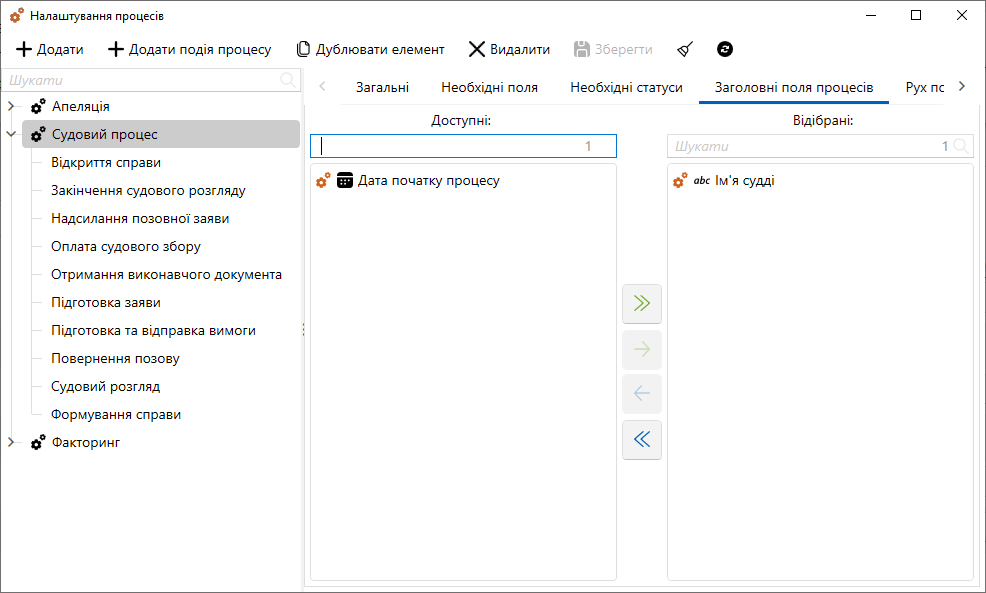 Налаштування процесів
Додати Додати подія процесу Дублювати елемент Видалити Зберегти
Шукати
Апеляція
Судовий процес
Відкриття справи
Закінчення судового розгляду
Надсилання позовної заяви
Оплата судового збору
Отримання виконавчого документа
Підготовка заяви
Підготовка та відправка вимоги
Повернення позову
Судовий розгляд
Формування справи
Факторинг
Загальні Необхідні поля Необхідні статуси Заголовні поля процесів Рух пс
Доступні:
1
Дата початку процесу
Відібрані:
Шукати 1
abc Ім'я судді